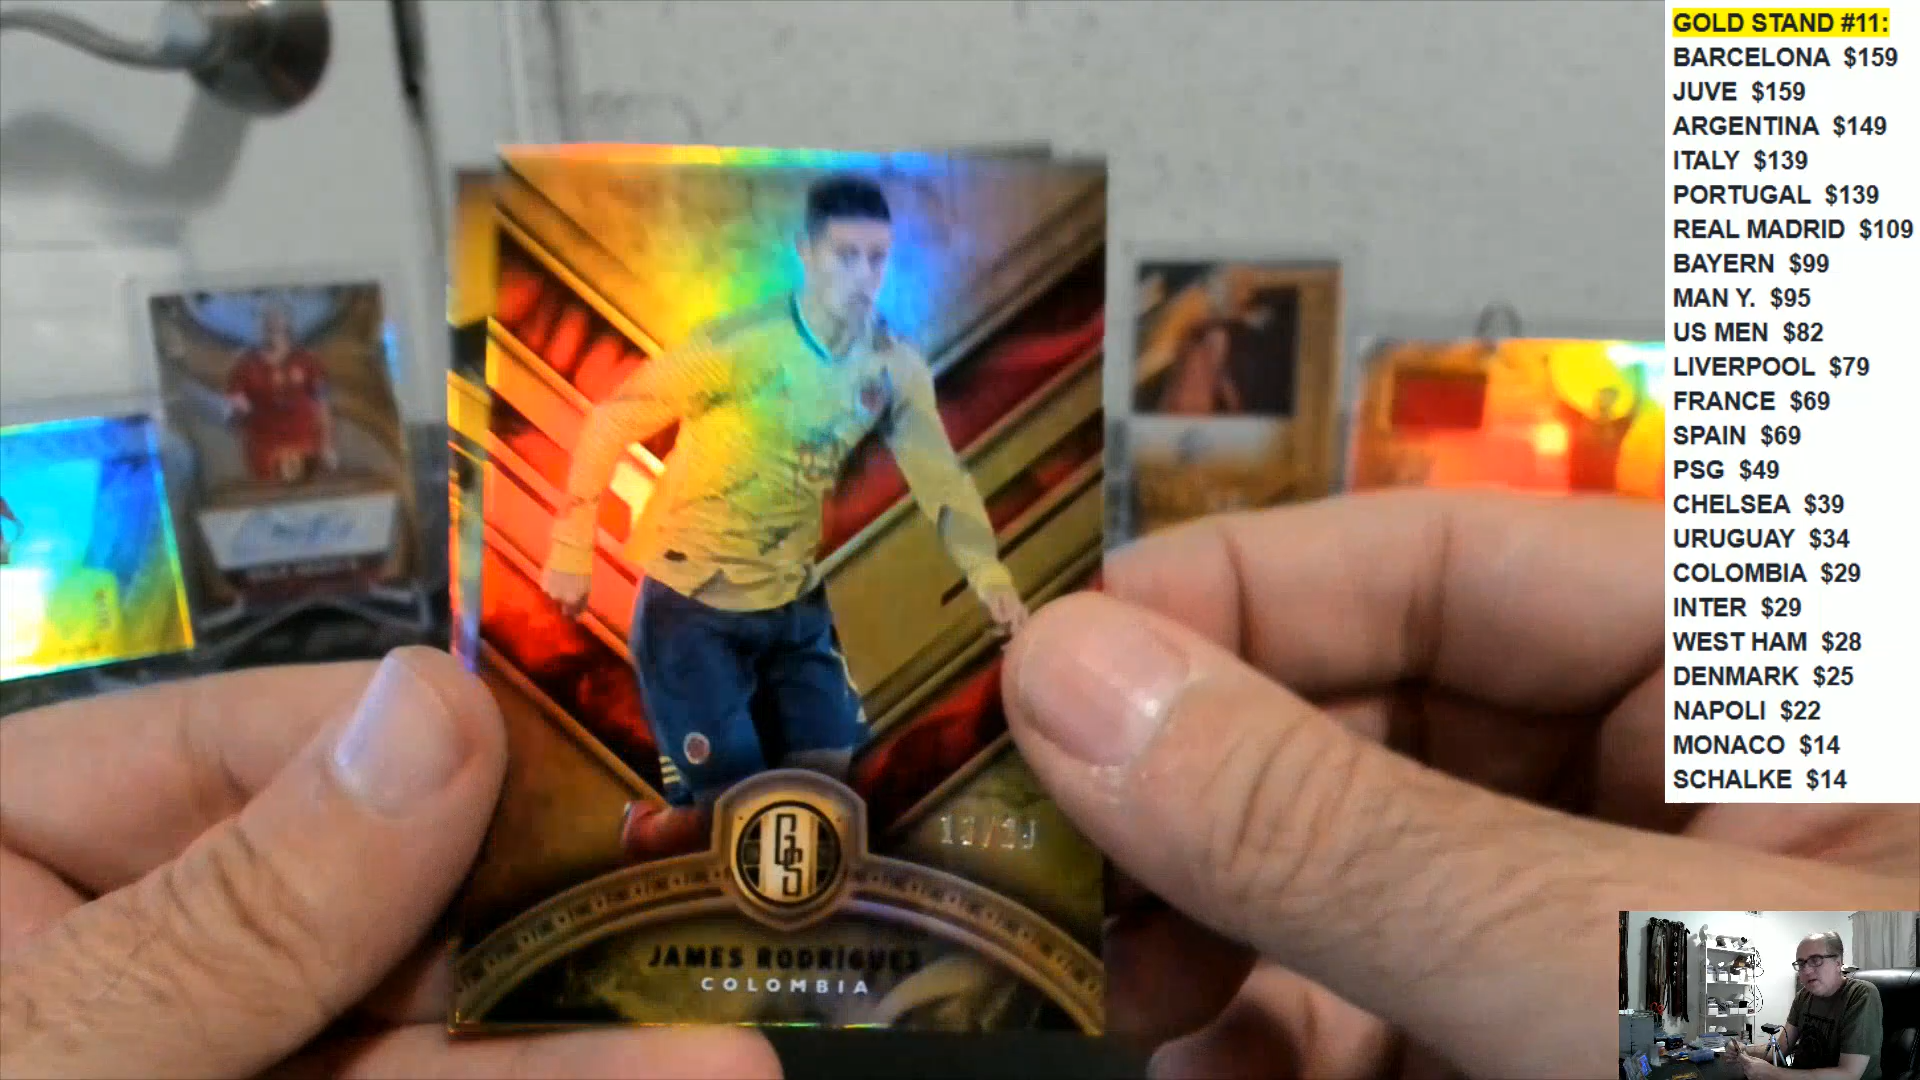 GOLD STAND #11:
BARCELONA $159
JUVE $159
ARGENTINA $149
ITALY $139
PORTUGAL $139
REAL MADRID $109
BAYERN $99
MAN Y. $95
US MEN $82
LIVERPOOL $79
FRANCE $69
SPAIN $69
PSG $49
CHELSEA $39
URUGUAY $34
COLOMBIA $29
INTER $29
WEST HAM $28
DENMARK $25
NAPOLI $22
MONACO $14
SCHALKE $14
GS
JAMES RODRÍGUEZ
COLOMBIA